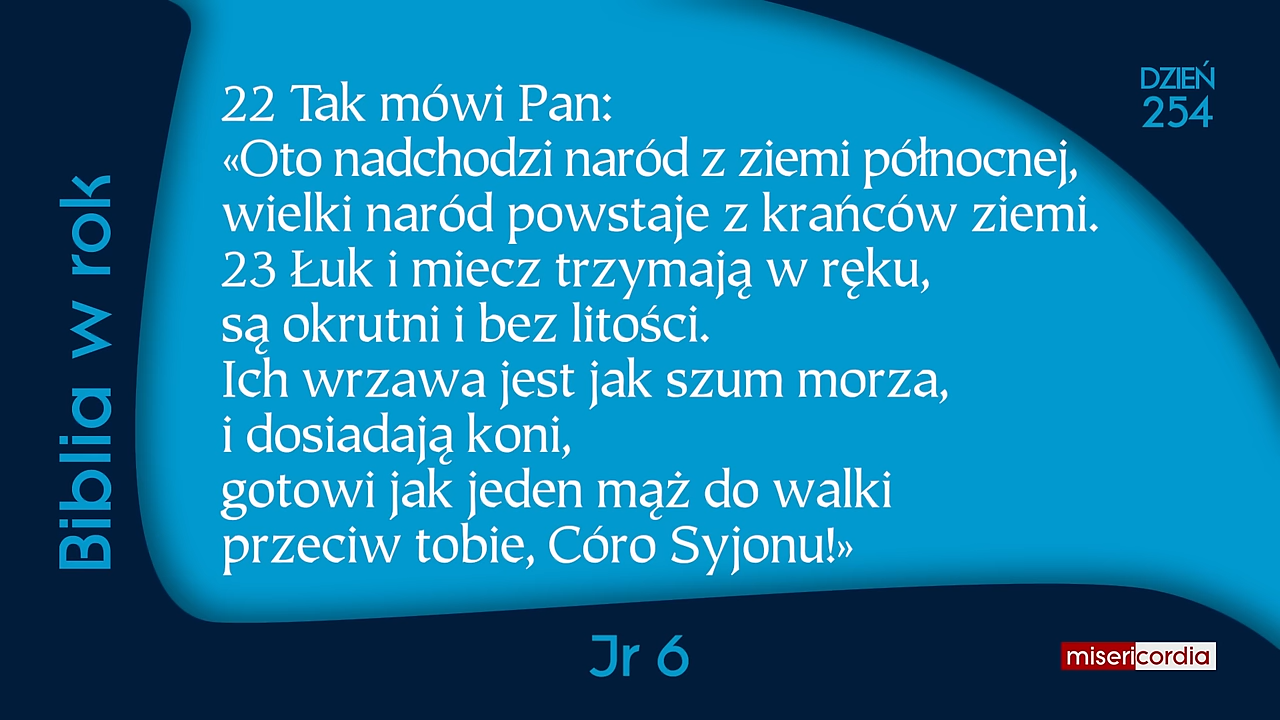 DZIEŃ
254
Biblia w rok
22 Tak mówi Pan:
«Oto nadchodzi naród z ziemi północnej,
wielki naród powstaje z krańców ziemi.
23 Łuk i miecz trzymają w ręku,
są okrutni i bez litości.
Ich wrzawa jest jak szum morza,
i dosiadają koni,
gotowi jak jeden mąż do walki
przeciw tobie, Córo Syjonu!»
Jr 6
misericordia